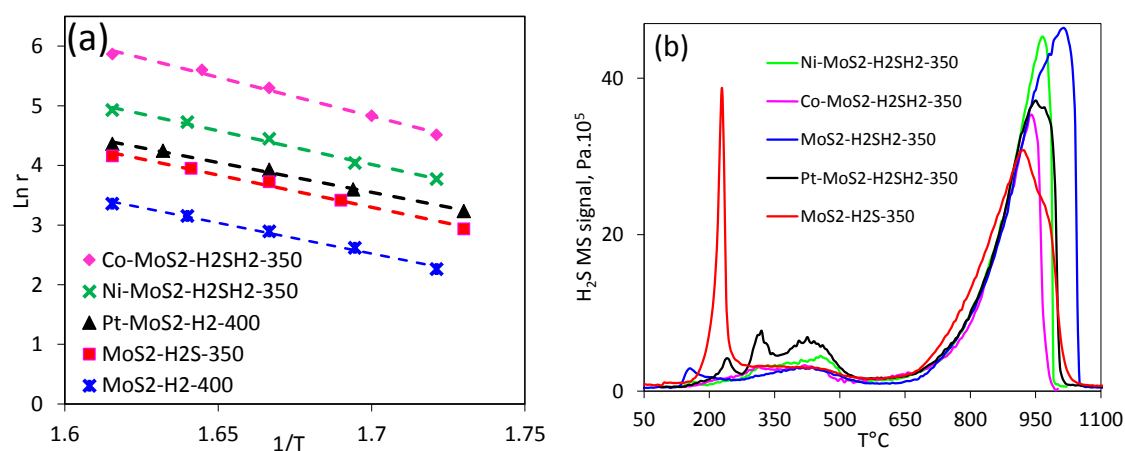 (a)
6
5
4
3
2
1
0
Ln r
Co-MoS2-H2SH2-350
Ni-MoS2-H2SH2-350
Pt-MoS2-H2-400
MoS2-H2S-350
MoS2-H2-400
1.6
1.65
1.7
1.75
1/T
(b)
40
20
0
H₂S MS signal, Pa.10⁵
Ni-MoS2-H2SH2-350
Co-MoS2-H2SH2-350
MoS2-H2SH2-350
Pt-MoS2-H2SH2-350
MoS2-H2S-350
50
200
350
500
650
800
950
1100
T°C